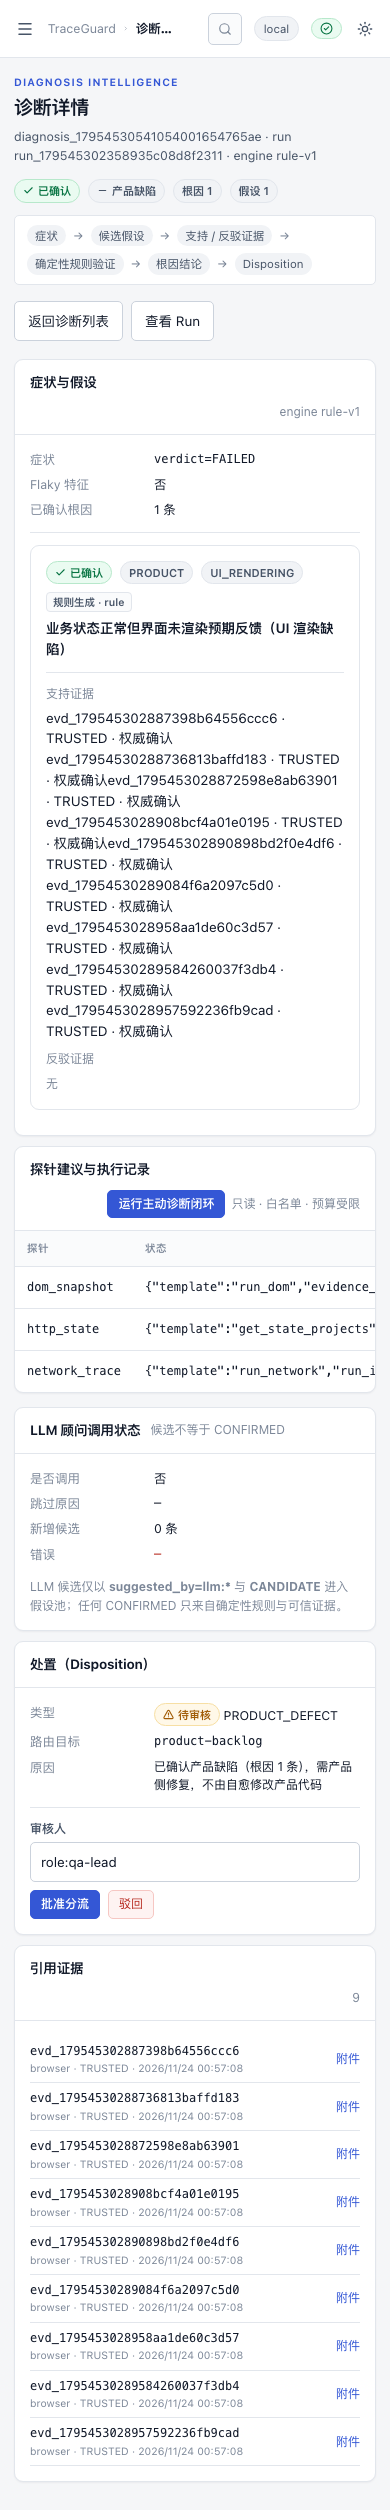 TraceGuard › 诊断... local
DIAGNOSIS INTELLIGENCE
诊断详情
diagnosis_17954530541054001654765ae · run
run_179545302358935c08d8f2311 · engine rule-v1
已确认 产品缺陷 根因 1 假设 1
症状 → 候选假设 → 支持 / 反驳证据 →
确定性规则验证 → 根因结论 → Disposition
返回诊断列表 查看 Run
症状与假设
engine rule-v1
症状 verdict=FAILED
Flaky 特征 否
已确认根因 1 条
已确认 PRODUCT UI_RENDERING
规则生成 · rule
业务状态正常但界面未渲染预期反馈（UI 渲染缺
陷）
支持证据
evd_179545302887398b64556ccc6 ·
TRUSTED · 权威确认
evd_17954530288736813baffd183 · TRUSTED
· 权威确认evd_1795453028872598e8ab63901
· TRUSTED · 权威确认
evd_1795453028908bcf4a01e0195 · TRUSTED
· 权威确认evd_179545302890898bd2f0e4df6 ·
TRUSTED · 权威确认
evd_17954530289084f6a2097c5d0 ·
TRUSTED · 权威确认
evd_1795453028958aa1de60c3d57 ·
TRUSTED · 权威确认
evd_17954530289584260037f3db4 ·
TRUSTED · 权威确认
evd_1795453028957592236fb9cad ·
TRUSTED · 权威确认
反驳证据
无
探针建议与执行记录
运行主动诊断闭环 只读 · 白名单 · 预算受限
探针 状态
dom_snapshot {"template":"run_dom","evidence_
http_state {"template":"get_state_projects"
network_trace {"template":"run_network","run_i
LLM 顾问调用状态 候选不等于 CONFIRMED
是否调用 否
跳过原因 —
新增候选 0 条
错误 —
LLM 候选仅以 suggested_by=llm:* 与 CANDIDATE 进入
假设池；任何 CONFIRMED 只来自确定性规则与可信证据。
处置（Disposition）
类型 待审核 PRODUCT_DEFECT
路由目标 product-backlog
原因 已确认产品缺陷（根因 1 条），需产品
侧修复，不由自愈修改产品代码
审核人
role:qa-lead
批准分流 驳回
引用证据
9
evd_179545302887398b64556ccc6
browser · TRUSTED · 2026/11/24 00:57:08 附件
evd_17954530288736813baffd183
browser · TRUSTED · 2026/11/24 00:57:08 附件
evd_1795453028872598e8ab63901
browser · TRUSTED · 2026/11/24 00:57:08 附件
evd_1795453028908bcf4a01e0195
browser · TRUSTED · 2026/11/24 00:57:08 附件
evd_179545302890898bd2f0e4df6
browser · TRUSTED · 2026/11/24 00:57:08 附件
evd_17954530289084f6a2097c5d0
browser · TRUSTED · 2026/11/24 00:57:08 附件
evd_1795453028958aa1de60c3d57
browser · TRUSTED · 2026/11/24 00:57:08 附件
evd_17954530289584260037f3db4
browser · TRUSTED · 2026/11/24 00:57:08 附件
evd_1795453028957592236fb9cad
browser · TRUSTED · 2026/11/24 00:57:08 附件